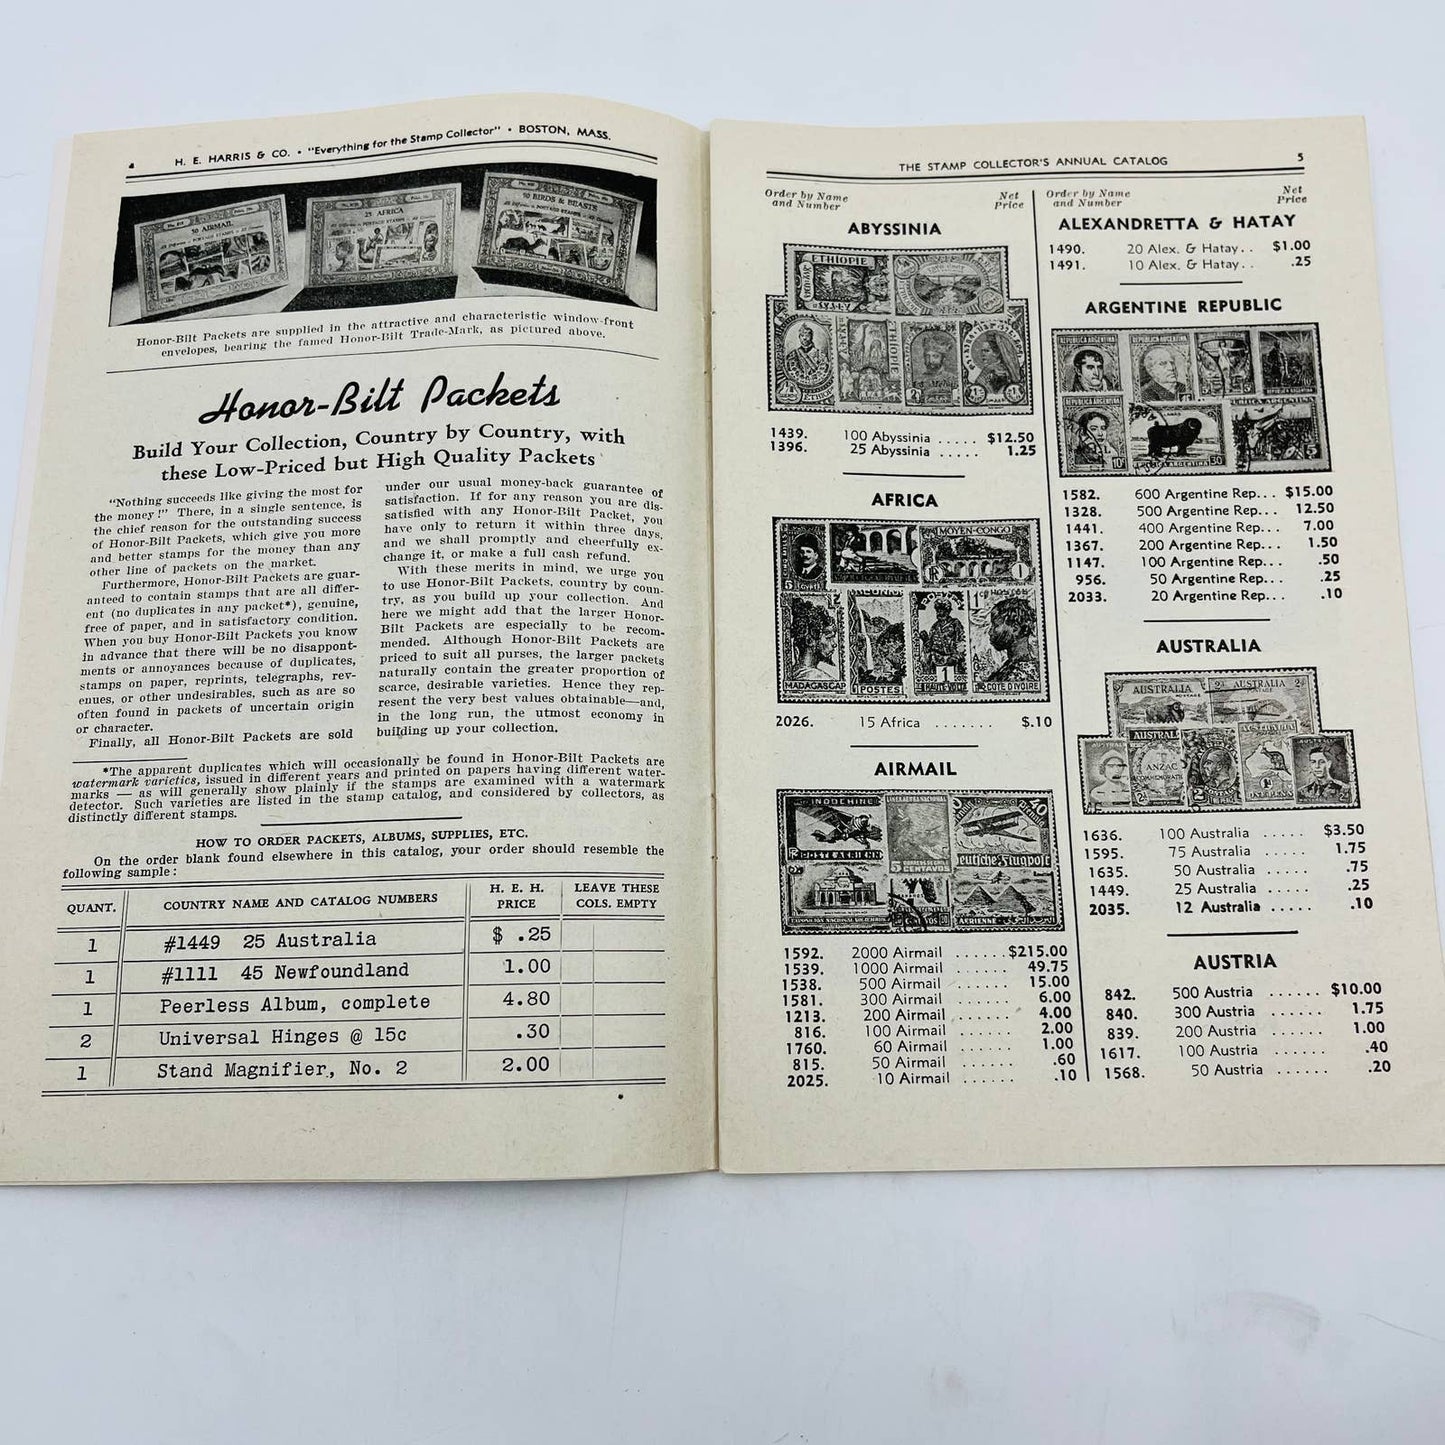 4 H. E. HARRIS & CO. • "Everything for the Stamp Collector" • BOSTON, MASS.
50 AIRMAIL
25 AFRICA
50 BIRDS & BEASTS
Honor-Bilt Packets are supplied in the attractive and characteristic window-front
envelopes, bearing the famed Honor-Bilt Trade-Mark, as pictured above.
Honor-Bilt Packets
Build Your Collection, Country by Country, with
these Low-Priced but High Quality Packets
"Nothing succeeds like giving the most for
the money!" There, in a single sentence, is
the chief reason for the outstanding success
of Honor-Bilt Packets, which give you more
and better stamps for the money than any
other line of packets on the market.
Furthermore, Honor-Bilt Packets are guar-
anteed to contain stamps that are all differ-
ent (no duplicates in any packet*), genuine,
free of paper, and in satisfactory condition.
When you buy Honor-Bilt Packets you know
in advance that there will be no disappoint-
ments or annoyances because of duplicates,
stamps on paper, reprints, telegraphs, rev-
enues, or other undesirables, such as are so
often found in packets of uncertain origin
or character.
Finally, all Honor-Bilt Packets are sold
under our usual money-back guarantee of
satisfaction. If for any reason you are dis-
satisfied with any Honor-Bilt Packet, you
have only to return it within three days,
and we shall promptly and cheerfully ex-
change it, or make a full cash refund.
With these merits in mind, we urge you
to use Honor-Bilt Packets, country by coun-
try, as you build up your collection. And
here we might add that the larger Honor-
Bilt Packets are especially to be recom-
mended. Although Honor-Bilt Packets are
priced to suit all purses, the larger packets
naturally contain the greater proportion of
scarce, desirable varieties. Hence they rep-
resent the very best values obtainable—and,
in the long run, the utmost economy in
building up your collection.
*The apparent duplicates which will occasionally be found in Honor-Bilt Packets are
watermark varieties, issued in different years and printed on papers having different water-
marks — as will generally show plainly if the stamps are examined with a watermark
detector. Such varieties are listed in the stamp catalog, and considered by collectors, as
distinctly different stamps.
HOW TO ORDER PACKETS, ALBUMS, SUPPLIES, ETC.
On the order blank found elsewhere in this catalog, your order should resemble the
following sample:
QUANT. COUNTRY NAME AND CATALOG NUMBERS H. E. H. PRICE LEAVE THESE COLS. EMPTY
1 #1449 25 Australia $ .25
1 #1111 45 Newfoundland 1.00
1 Peerless Album, complete 4.80
2 Universal Hinges @ 15c .30
1 Stand Magnifier, No. 2 2.00
THE STAMP COLLECTOR'S ANNUAL CATALOG 5
Order by Name and Number Net Price
ABYSSINIA
ETHIOPIE
1439. 100 Abyssinia ..... $12.50
1396. 25 Abyssinia ..... 1.25
AFRICA
MOYEN-CONGO
MADAGASCAR
POSTES
HAUTE-VOLTA
COTE D'IVOIRE
2026. 15 Africa ....... $.10
AIRMAIL
INDOCHINE
POSTE AERIENNE
5 CENTAVOS
Deutsche Flugpost
1592. 2000 Airmail ...... $215.00
1539. 1000 Airmail ...... 49.75
1538. 500 Airmail ...... 15.00
1581. 300 Airmail ...... 6.00
1213. 200 Airmail ...... 4.00
816. 100 Airmail ...... 2.00
1760. 60 Airmail ...... 1.00
815. 50 Airmail ...... .60
2025. 10 Airmail ...... .10
Order by Name and Number Net Price
ALEXANDRETTA & HATAY
1490. 20 Alex. & Hatay.. $1.00
1491. 10 Alex. & Hatay.. .25
ARGENTINE REPUBLIC
REPUBLICA ARGENTINA
1582. 600 Argentine Rep... $15.00
1328. 500 Argentine Rep... 12.50
1441. 400 Argentine Rep... 7.00
1367. 200 Argentine Rep... 1.50
1147. 100 Argentine Rep... .50
956. 50 Argentine Rep... .25
2033. 20 Argentine Rep... .10
AUSTRALIA
AUSTRALIA
ANZAC
1636. 100 Australia ..... $3.50
1595. 75 Australia ..... 1.75
1635. 50 Australia ..... .75
1449. 25 Australia ..... .25
2035. 12 Australia ..... .10
AUSTRIA
842. 500 Austria ...... $10.00
840. 300 Austria ...... 1.75
839. 200 Austria ...... 1.00
1617. 100 Austria ...... .40
1568. 50 Austria ...... .20